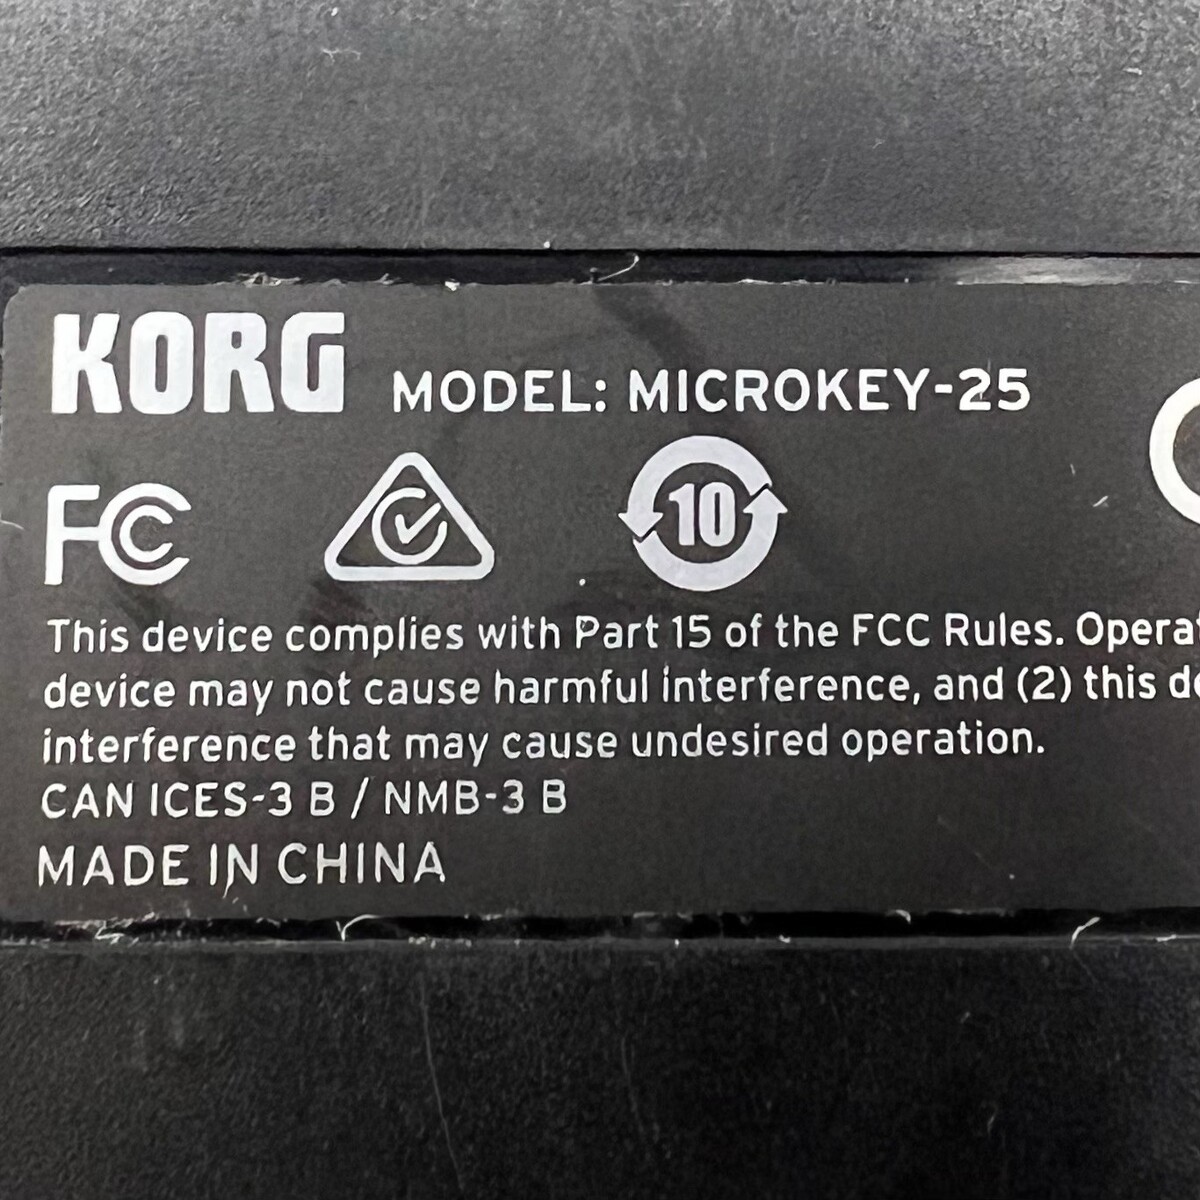 KORG MODEL: MICROKEY-25
FC
10
This device complies with Part 15 of the FCC Rules. Operat
device may not cause harmful interference, and (2) this de
interference that may cause undesired operation.
CAN ICES-3 B / NMB-3 B
MADE IN CHINA